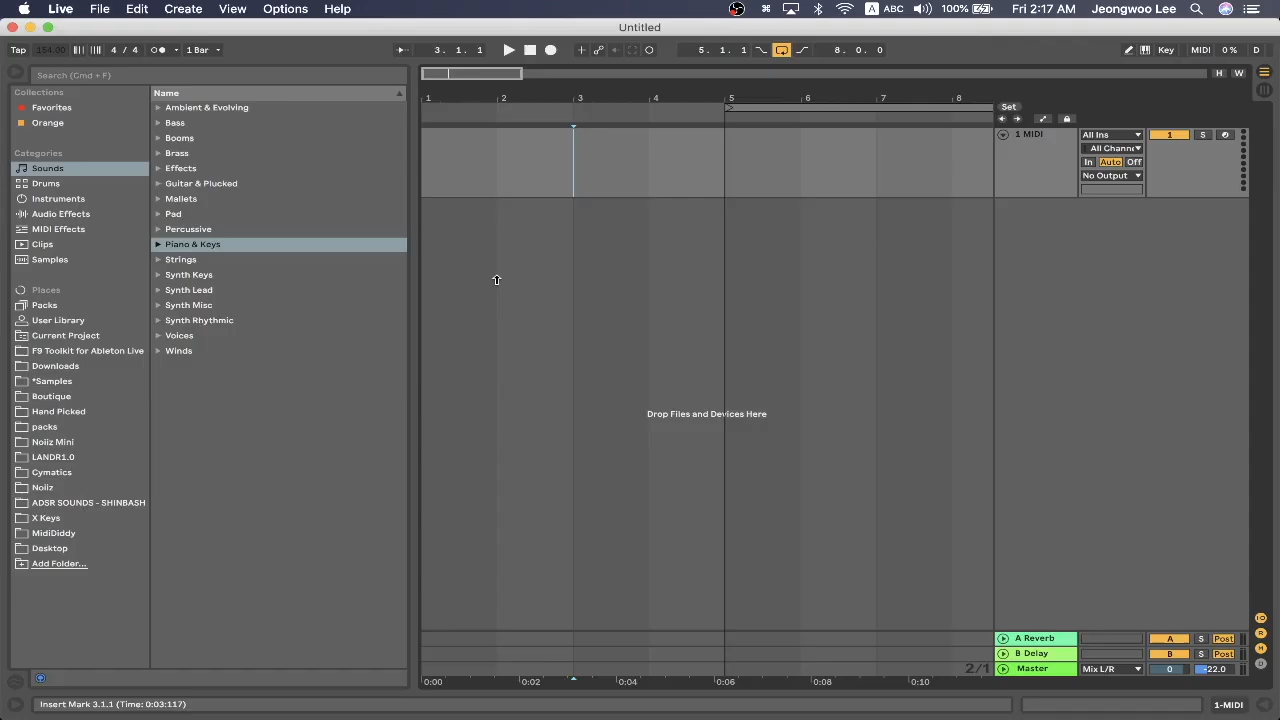 Live File Edit Create View Options Help A ABC 100% Fri 2:17 AM Jeongwoo Lee
Untitled
Tap 154.00 4 / 4 1 Bar 3. 1. 1 5. 1. 1 8. 0. 0 Key MIDI 0 % D
Search (Cmd + F) H W
Collections Name
Favorites
Orange
Categories
Sounds
Drums
Instruments
Audio Effects
MIDI Effects
Clips
Samples
Places
Packs
User Library
Current Project
F9 Toolkit for Ableton Live
Downloads
*Samples
Boutique
Hand Picked
packs
Noiiz Mini
LANDR1.0
Cymatics
Noiiz
ADSR SOUNDS - SHINBASH
X Keys
MidiDiddy
Desktop
Add Folder...
Ambient & Evolving
Bass
Booms
Brass
Effects
Guitar & Plucked
Mallets
Pad
Percussive
Piano & Keys
Strings
Synth Keys
Synth Lead
Synth Misc
Synth Rhythmic
Voices
Winds
1 2 3 4 5 6 7 8
Set
1 MIDI All Ins 1 S
All Channe
In Auto Off
No Output
Drop Files and Devices Here
A Reverb A S Post
B Delay B S Post
2/1 Master Mix L/R 0 -22.0
0:00 0:02 0:04 0:06 0:08 0:10
IO
R
M
D
Insert Mark 3.1.1 (Time: 0:03:117) 1-MIDI